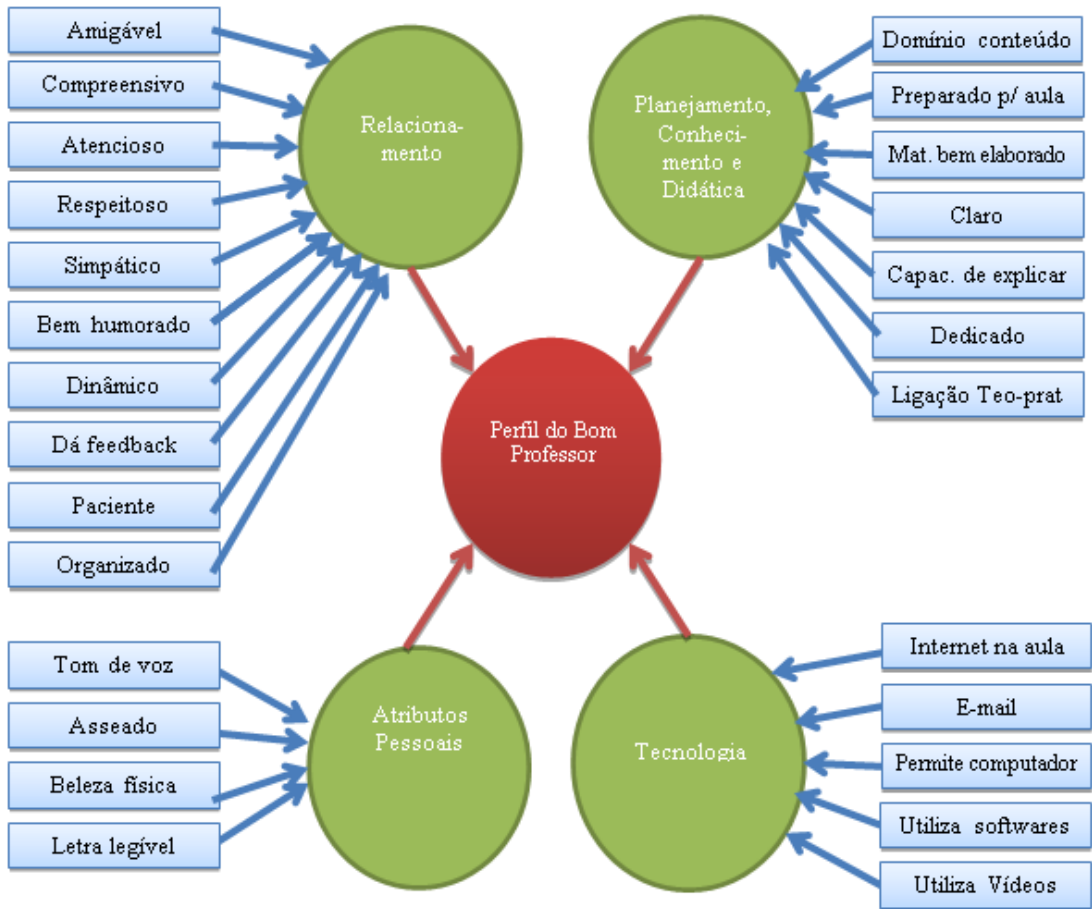 Amigável
Compreensivo
Atencioso
Respeitoso
Simpático
Bem humorado
Dinâmico
Dá feedback
Paciente
Organizado
Relaciona-
mento
Planejamento,
Conheci-
mento e
Didática
Domínio conteúdo
Preparado p/ aula
Mat. bem elaborado
Claro
Capac. de explicar
Dedicado
Ligação Teo-prat
Perfil do Bom
Professor
Tom de voz
Asseado
Beleza física
Letra legível
Atributos
Pessoais
Tecnologia
Internet na aula
E-mail
Permite computador
Utiliza softwares
Utiliza Vídeos